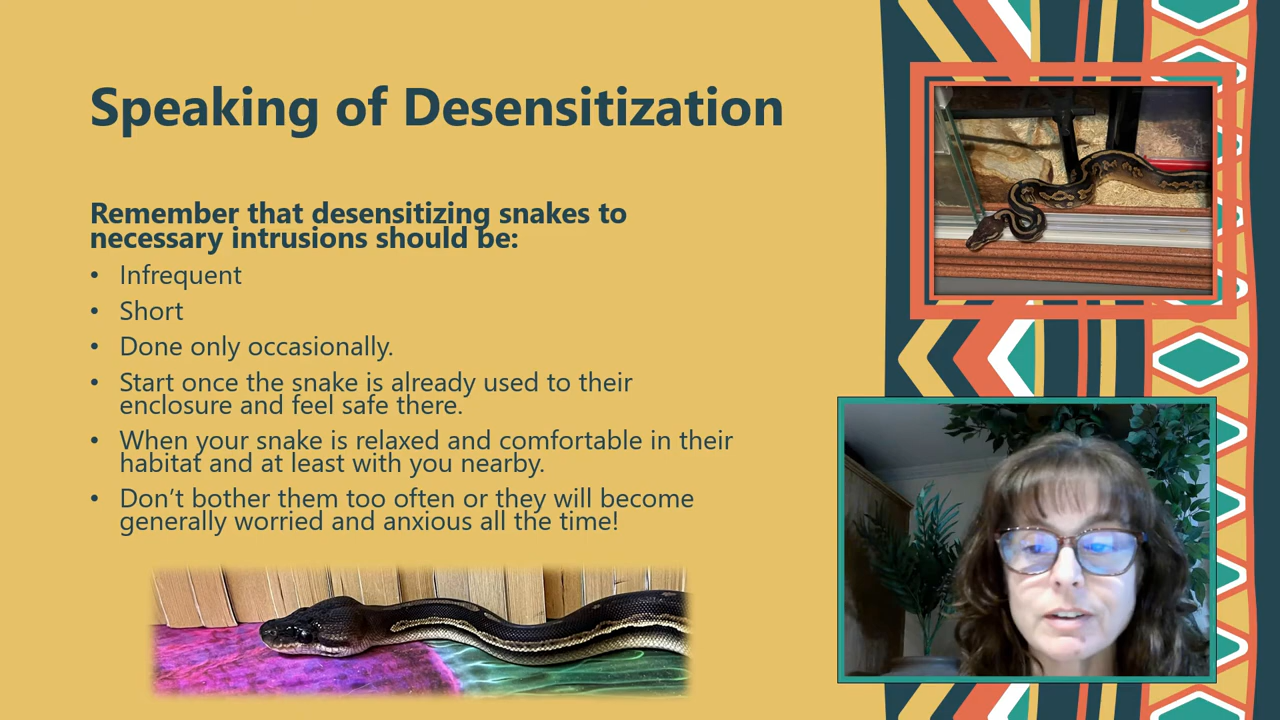 Speaking of Desensitization
Remember that desensitizing snakes to
necessary intrusions should be:
• Infrequent
• Short
• Done only occasionally.
• Start once the snake is already used to their
enclosure and feel safe there.
• When your snake is relaxed and comfortable in their
habitat and at least with you nearby.
• Don’t bother them too often or they will become
generally worried and anxious all the time!